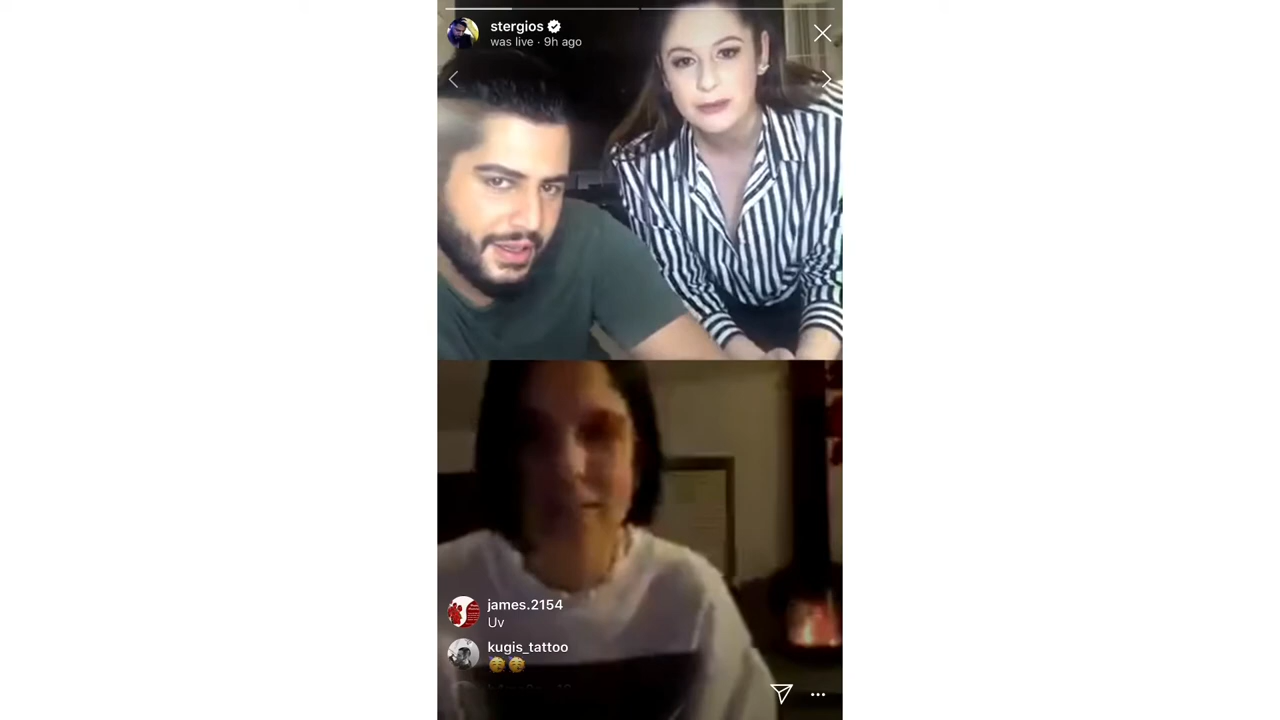 stergios
was live · 9h ago
james.2154
Uv
kugis_tattoo
🥳🥳